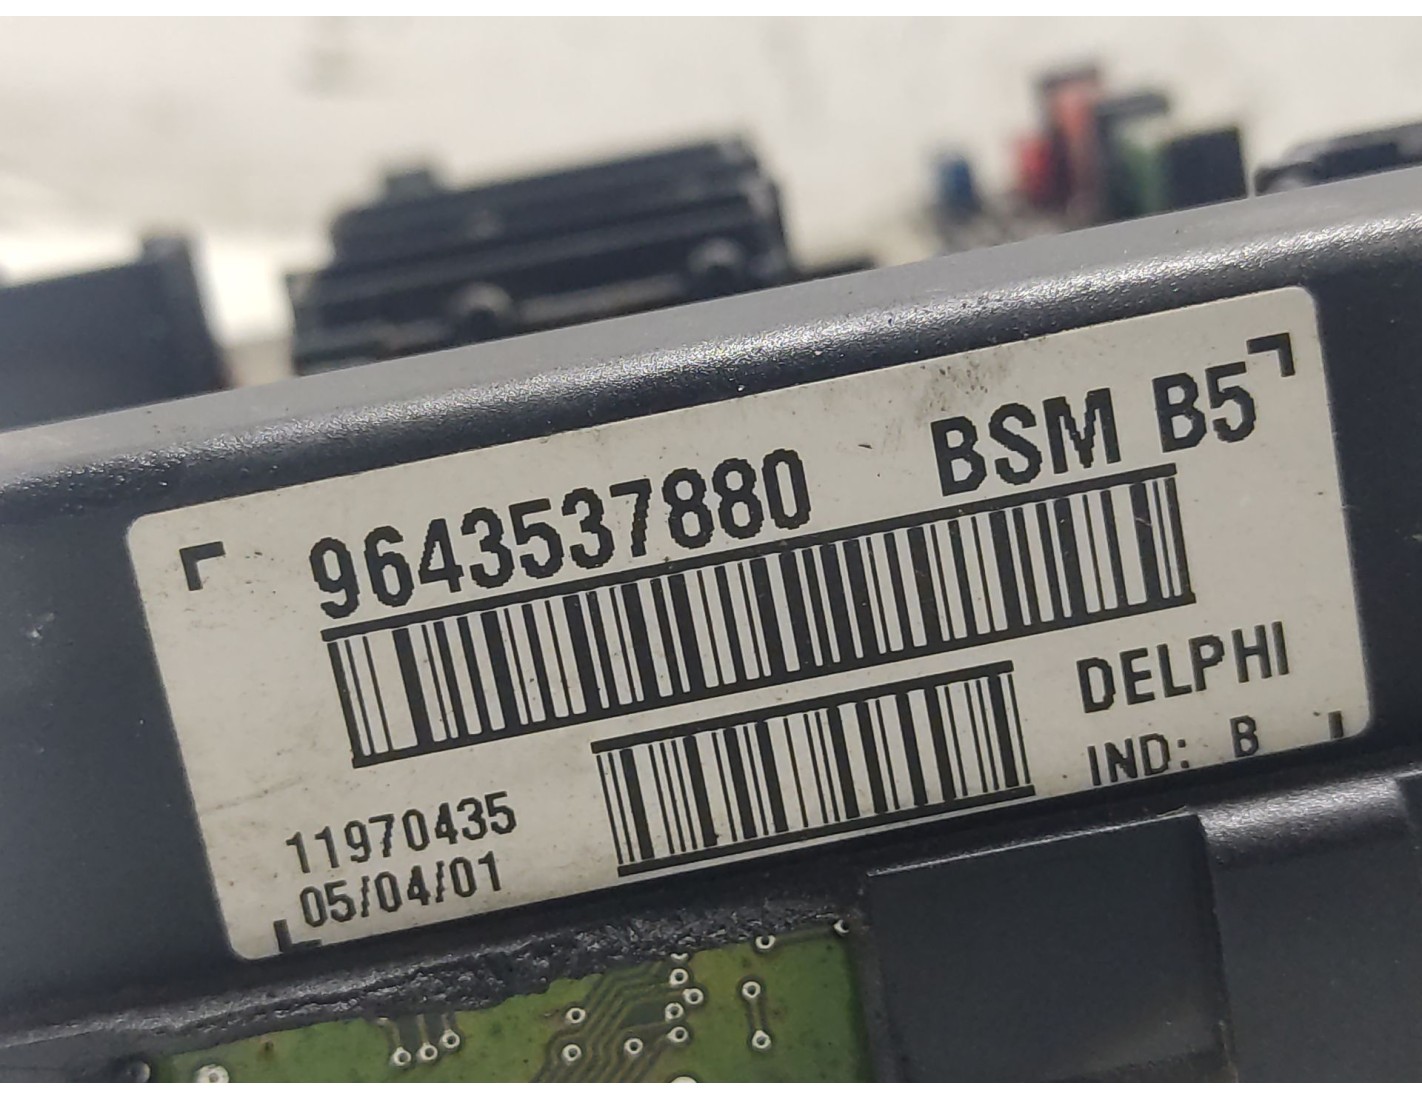 9643537880 BSM B5
DELPHI
IND: B
11970435
05/04/01